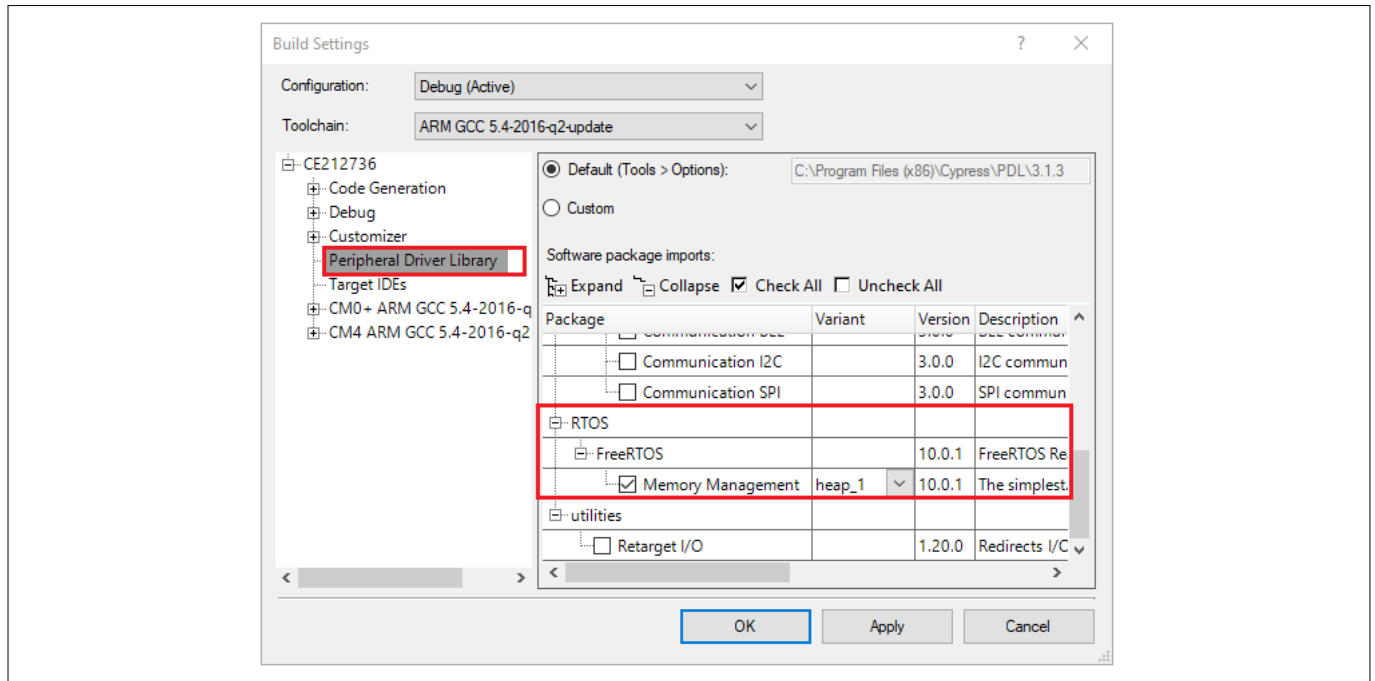 Build Settings
Configuration: Debug (Active)
Toolchain: ARM GCC 5.4-2016-q2-update
CE212736
Code Generation
Debug
Customizer
Peripheral Driver Library
Target IDEs
CM0+ ARM GCC 5.4-2016-q
CM4 ARM GCC 5.4-2016-q2
Default (Tools > Options): C:\Program Files (x86)\Cypress\PDL\3.1.3
Custom
Software package imports:
Expand Collapse Check All Uncheck All
Package Variant Version Description
Communication I2C 3.0.0 I2C commun
Communication SPI 3.0.0 SPI commun
RTOS
FreeRTOS 10.0.1 FreeRTOS Re
Memory Management heap_1 10.0.1 The simplest.
utilities
Retarget I/O 1.20.0 Redirects I/O
OK Apply Cancel